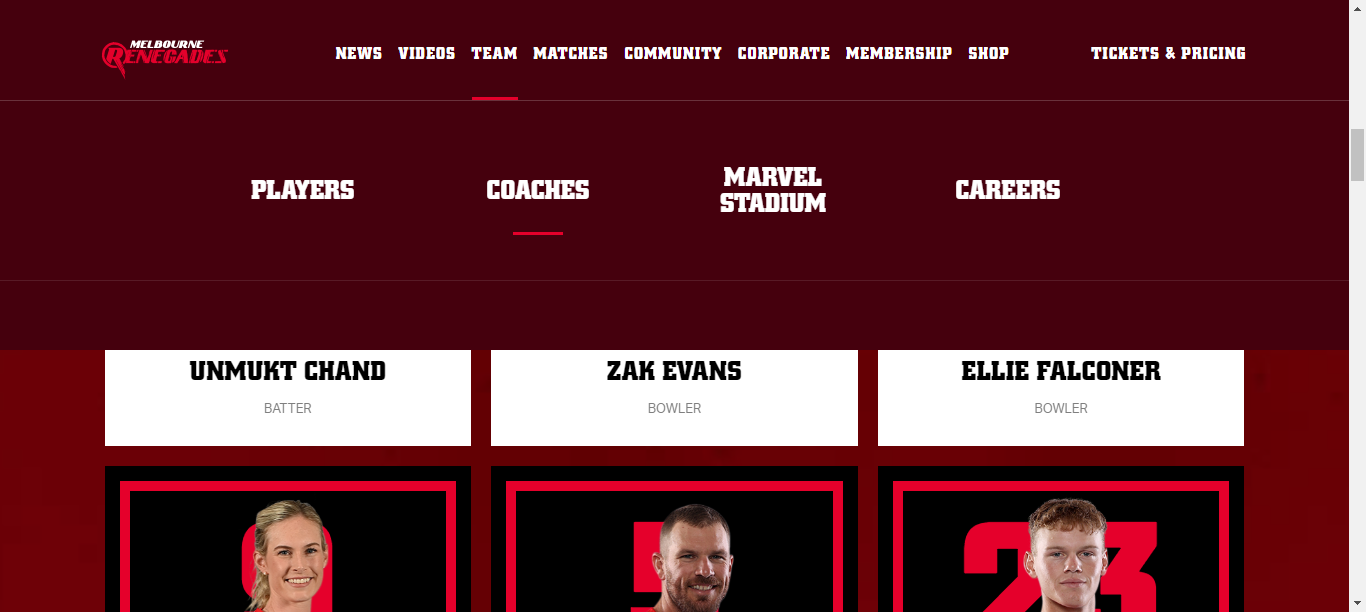 MELBOURNE
RENEGADES
NEWS VIDEOS TEAM MATCHES COMMUNITY CORPORATE MEMBERSHIP SHOP TICKETS & PRICING
PLAYERS COACHES MARVEL STADIUM CAREERS
UNMUKT CHAND ZAK EVANS ELLIE FALCONER
BATTER BOWLER BOWLER
23